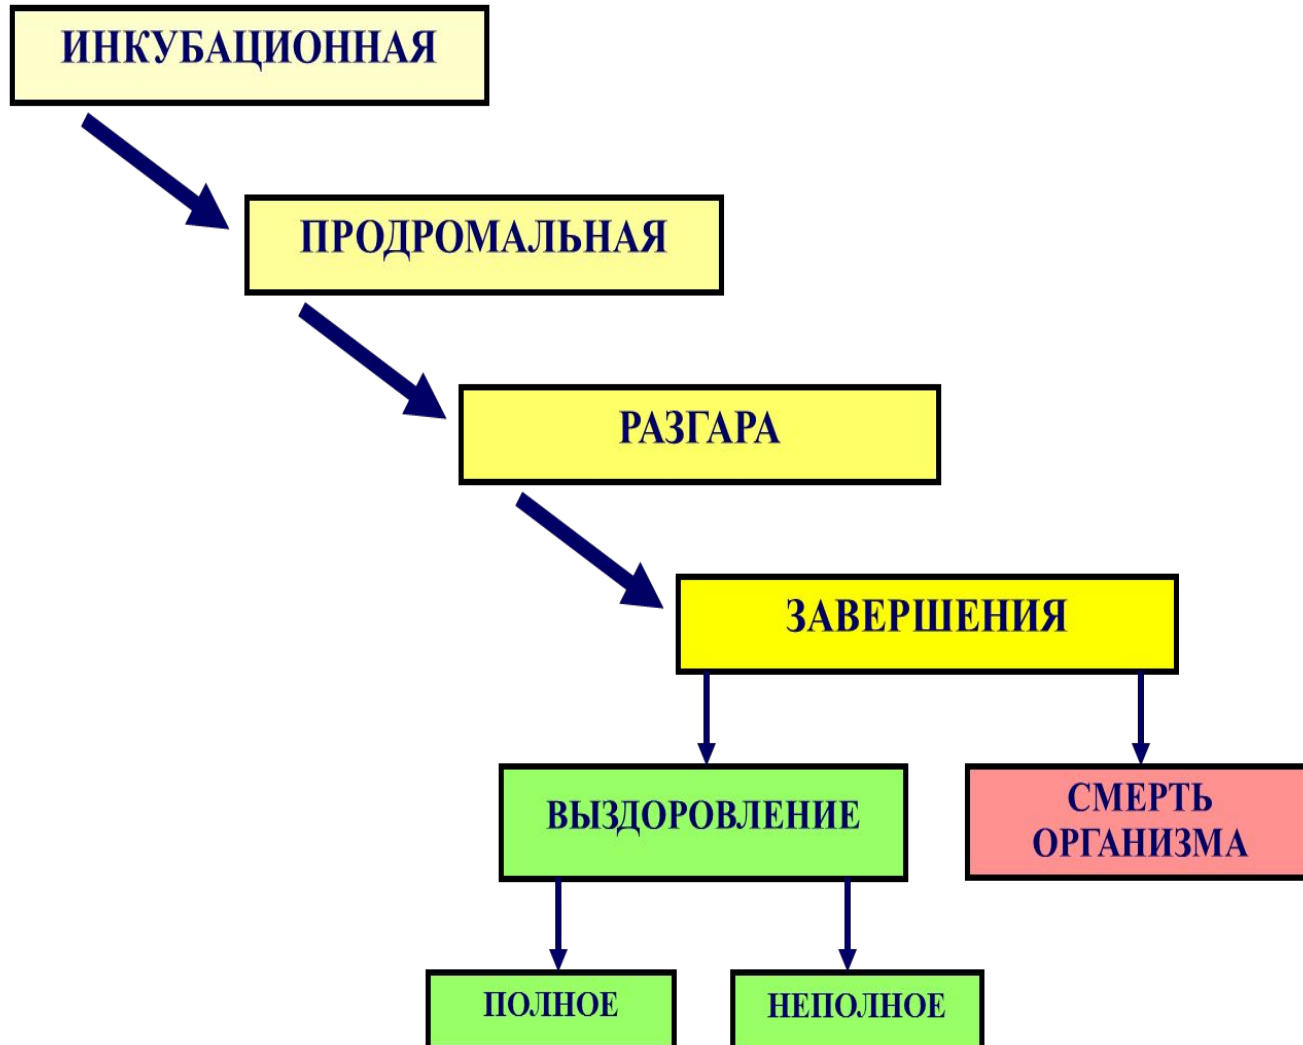 ИНКУБАЦИОННАЯ
ПРОДРОМАЛЬНАЯ
РАЗГАРА
ЗАВЕРШЕНИЯ
ВЫЗДОРОВЛЕНИЕ
СМЕРТЬ
ОРГАНИЗМА
ПОЛНОЕ
НЕПОЛНОЕ